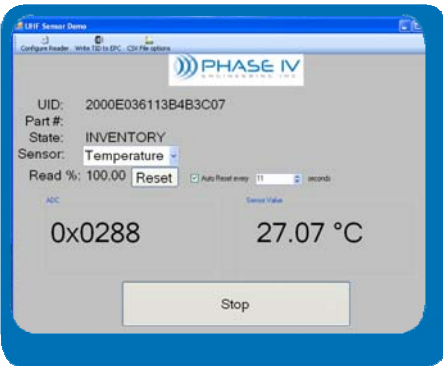 UHF Sensor Demo
Configure Reader Write TID to EPC CSV File options
PHASE IV
ENGINEERING INC
UID: 2000E036113B4B3C07
Part #:
State: INVENTORY
Sensor: Temperature
Read %: 100.00 Reset Auto Reset every 11 seconds
ADC Sensor Value
0x0288 27.07 °C
Stop